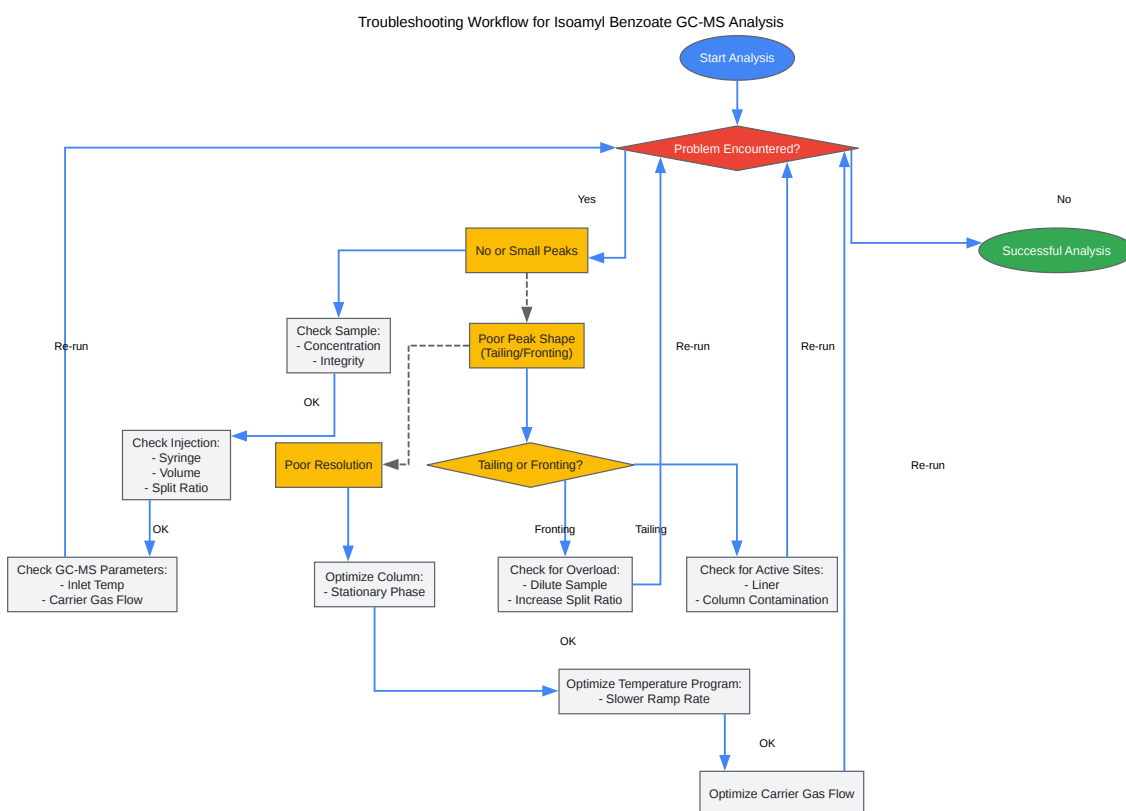 Troubleshooting Workflow for Isoamyl Benzoate GC-MS Analysis
Start Analysis
Problem Encountered?
Yes
No
No or Small Peaks
Successful Analysis
Check Sample:
- Concentration
- Integrity
Poor Peak Shape
(Tailing/Fronting)
Re-run
Re-run
Re-run
OK
Check Injection:
- Syringe
- Volume
- Split Ratio
Poor Resolution
Tailing or Fronting?
Re-run
OK
Fronting
Tailing
Check GC-MS Parameters:
- Inlet Temp
- Carrier Gas Flow
Optimize Column:
- Stationary Phase
Check for Overload:
- Dilute Sample
- Increase Split Ratio
Check for Active Sites:
- Liner
- Column Contamination
OK
Optimize Temperature Program:
- Slower Ramp Rate
OK
Optimize Carrier Gas Flow